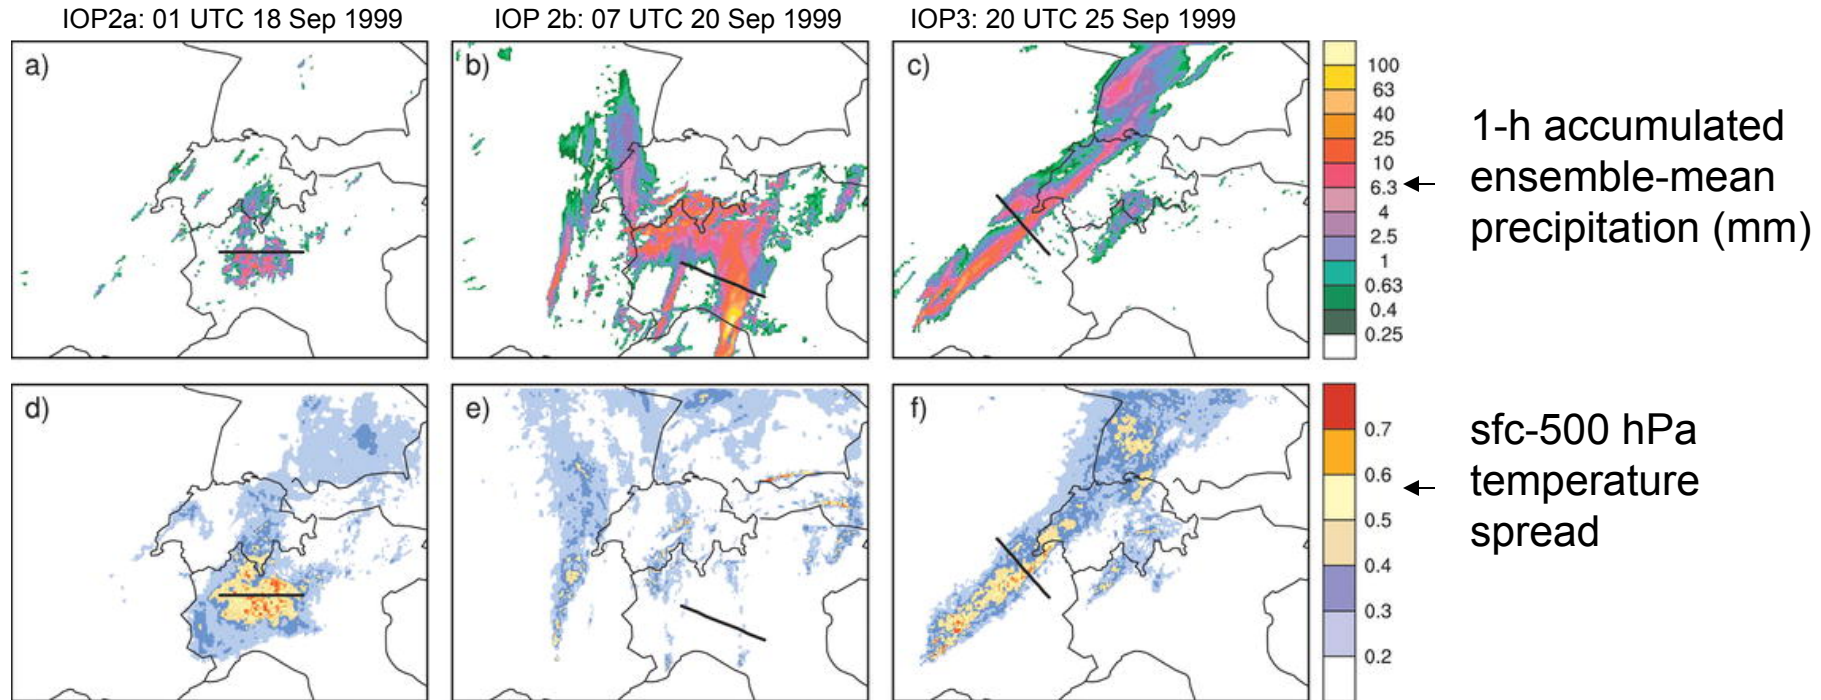 IOP2a: 01 UTC 18 Sep 1999
IOP 2b: 07 UTC 20 Sep 1999
IOP3: 20 UTC 25 Sep 1999
a)
b)
c)
100
63
40
25
10
6.3
4
2.5
1
0.63
0.4
0.25
1-h accumulated
ensemble-mean
precipitation (mm)
d)
e)
f)
0.7
0.6
0.5
0.4
0.3
0.2
sfc-500 hPa
temperature
spread